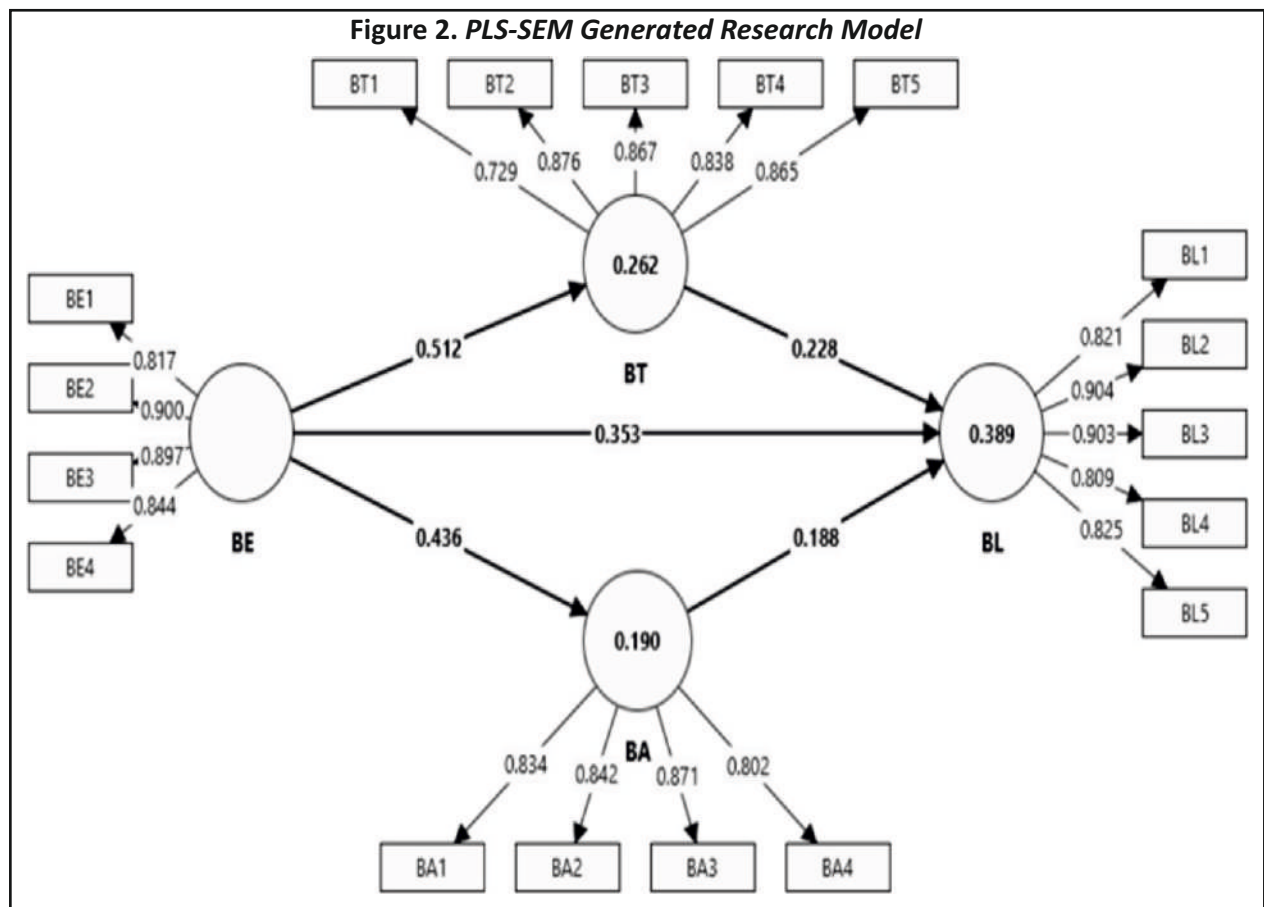 Figure 2. PLS-SEM Generated Research Model
BT1 BT2 BT3 BT4 BT5
0.729 0.876 0.867 0.838 0.865
0.262
BT
BE1
BE2
BE3
BE4
0.817
0.900
0.897
0.844
BE
0.512
0.353
0.436
0.228
0.188
0.389
BL
0.821
0.904
0.903
0.809
0.825
BL1
BL2
BL3
BL4
BL5
0.190
BA
0.834 0.842 0.871 0.802
BA1 BA2 BA3 BA4